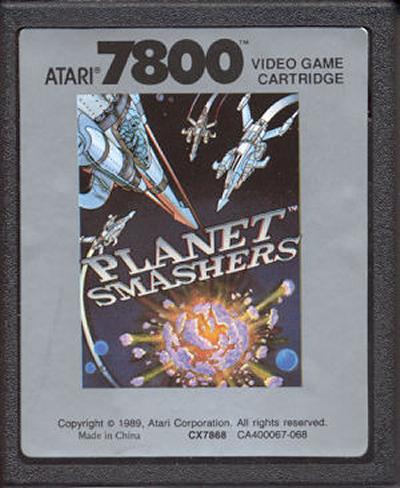 ATARI® 7800™ VIDEO GAME
CARTRIDGE
PLANET™
SMASHERS
Copyright © 1989, Atari Corporation. All rights reserved.
Made in China CX7868 CA400067-068